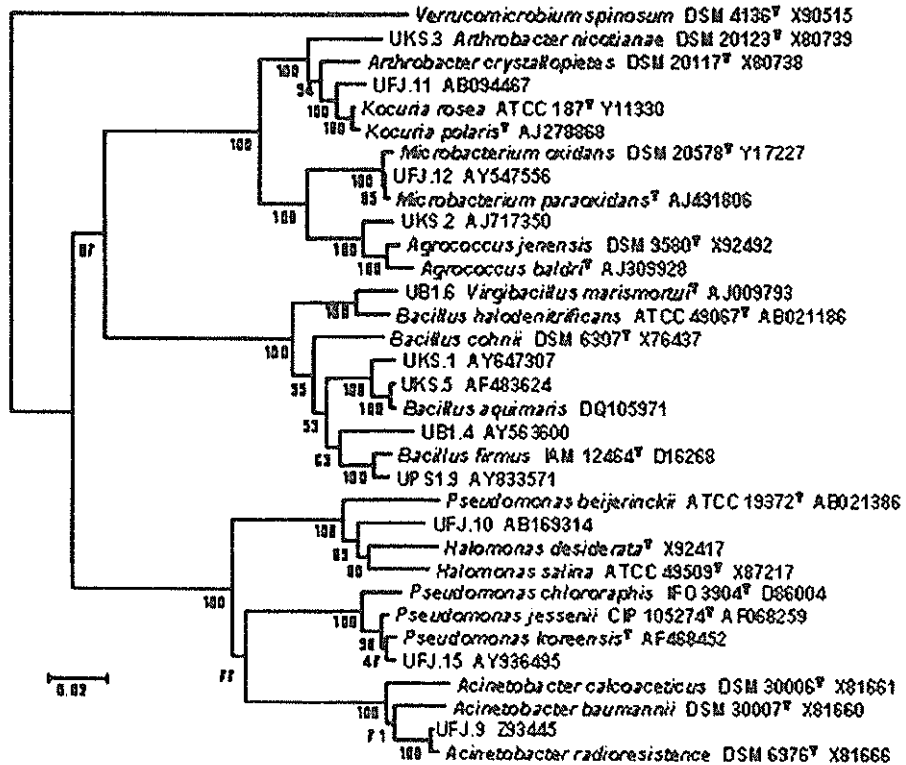 Verrucomicrobium spinosum DSM 4136ᵀ X90515
UKS.3 Arthrobacter nicotianae DSM 20123ᵀ X80739
Arthrobacter crystallopietes DSM 20117ᵀ X80738
100
94
UFJ.11 AB094467
100
Kocuria rosea ATCC 187ᵀ Y11330
100
Kocuria polarisᵀ AJ278868
100
Microbacterium oxidans DSM 20578ᵀ Y17227
100
UFJ.12 AY547556
85
Microbacterium paraoxidansᵀ AJ491806
100
UKS.2 AJ717350
100
Agrococcus jenensis DSM 9580ᵀ X92492
100
Agrococcus baldriᵀ AJ309928
UB1.6 Virgibacillus marismortuiᵀ AJ009793
100
Bacillus halodenitrificans ATCC 49067ᵀ AB021186
100
Bacillus cohnii DSM 6307ᵀ X76437
UKS.1 AY647307
100
UKS.5 AF483624
100
Bacillus aquimaris DQ105971
53
UB1.4 AY563600
63
Bacillus firmus IAM 12464ᵀ D16268
100
UPS1.9 AY833571
Pseudomonas beijerinckii ATCC 19372ᵀ AB021386
100
UFJ.10 AB169314
Halomonas desiderataᵀ X92417
Halomonas salina ATCC 49509ᵀ X87217
100
Pseudomonas chlororaphis IFO 3904ᵀ D86004
100
Pseudomonas jessenii CIP 105274ᵀ AF068259
Pseudomonas koreensisᵀ AF468452
UFJ.15 AY936495
Acinetobacter calcoaceticus DSM 30006ᵀ X81661
100
Acinetobacter baumannii DSM 30007ᵀ X81660
71
UFJ.9 Z93445
100
Acinetobacter radioresistence DSM 6976ᵀ X81666
0.02